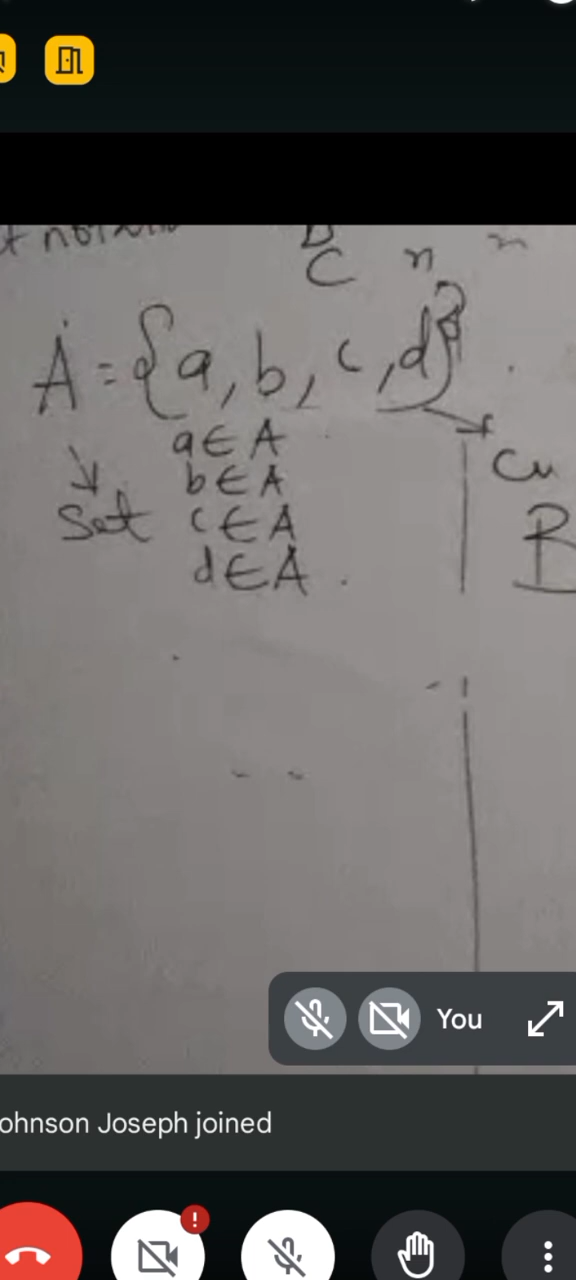 C n
A = {a, b, c, d}
a ∈ A
b ∈ A
Set c ∈ A
d ∈ A .
B
You
ohnson Joseph joined